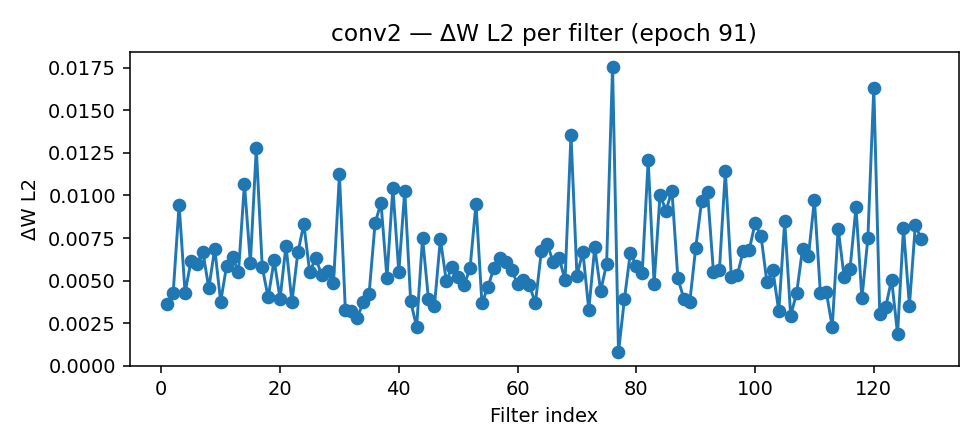 conv2 — ΔW L2 per filter (epoch 91)
0.0175
0.0150
0.0125
0.0100
0.0075
0.0050
0.0025
0.0000
ΔW L2
0 20 40 60 80 100 120
Filter index